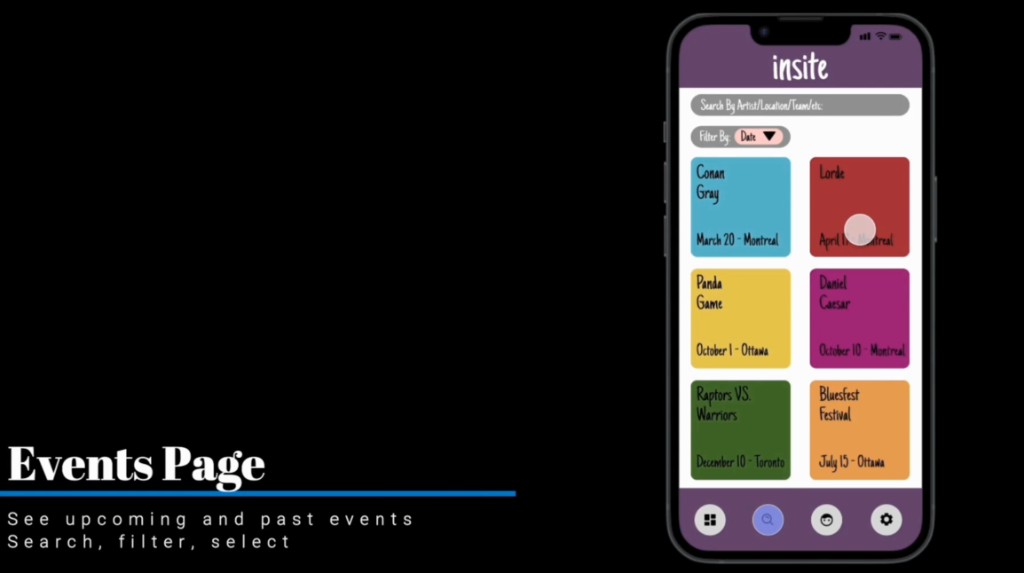 insite
Search By Artist/Location/Team/etc.
Filter By: Date
Conan
Gray
March 20 - Montreal
Lorde
April
Panda
Game
October 1 - Ottawa
Daniel
Caesar
October 10 - Montreal
Raptors VS.
Warriors
December 10 - Toronto
Bluesfest
Festival
July 15 - Ottawa
Events Page
See upcoming and past events
Search, filter, select